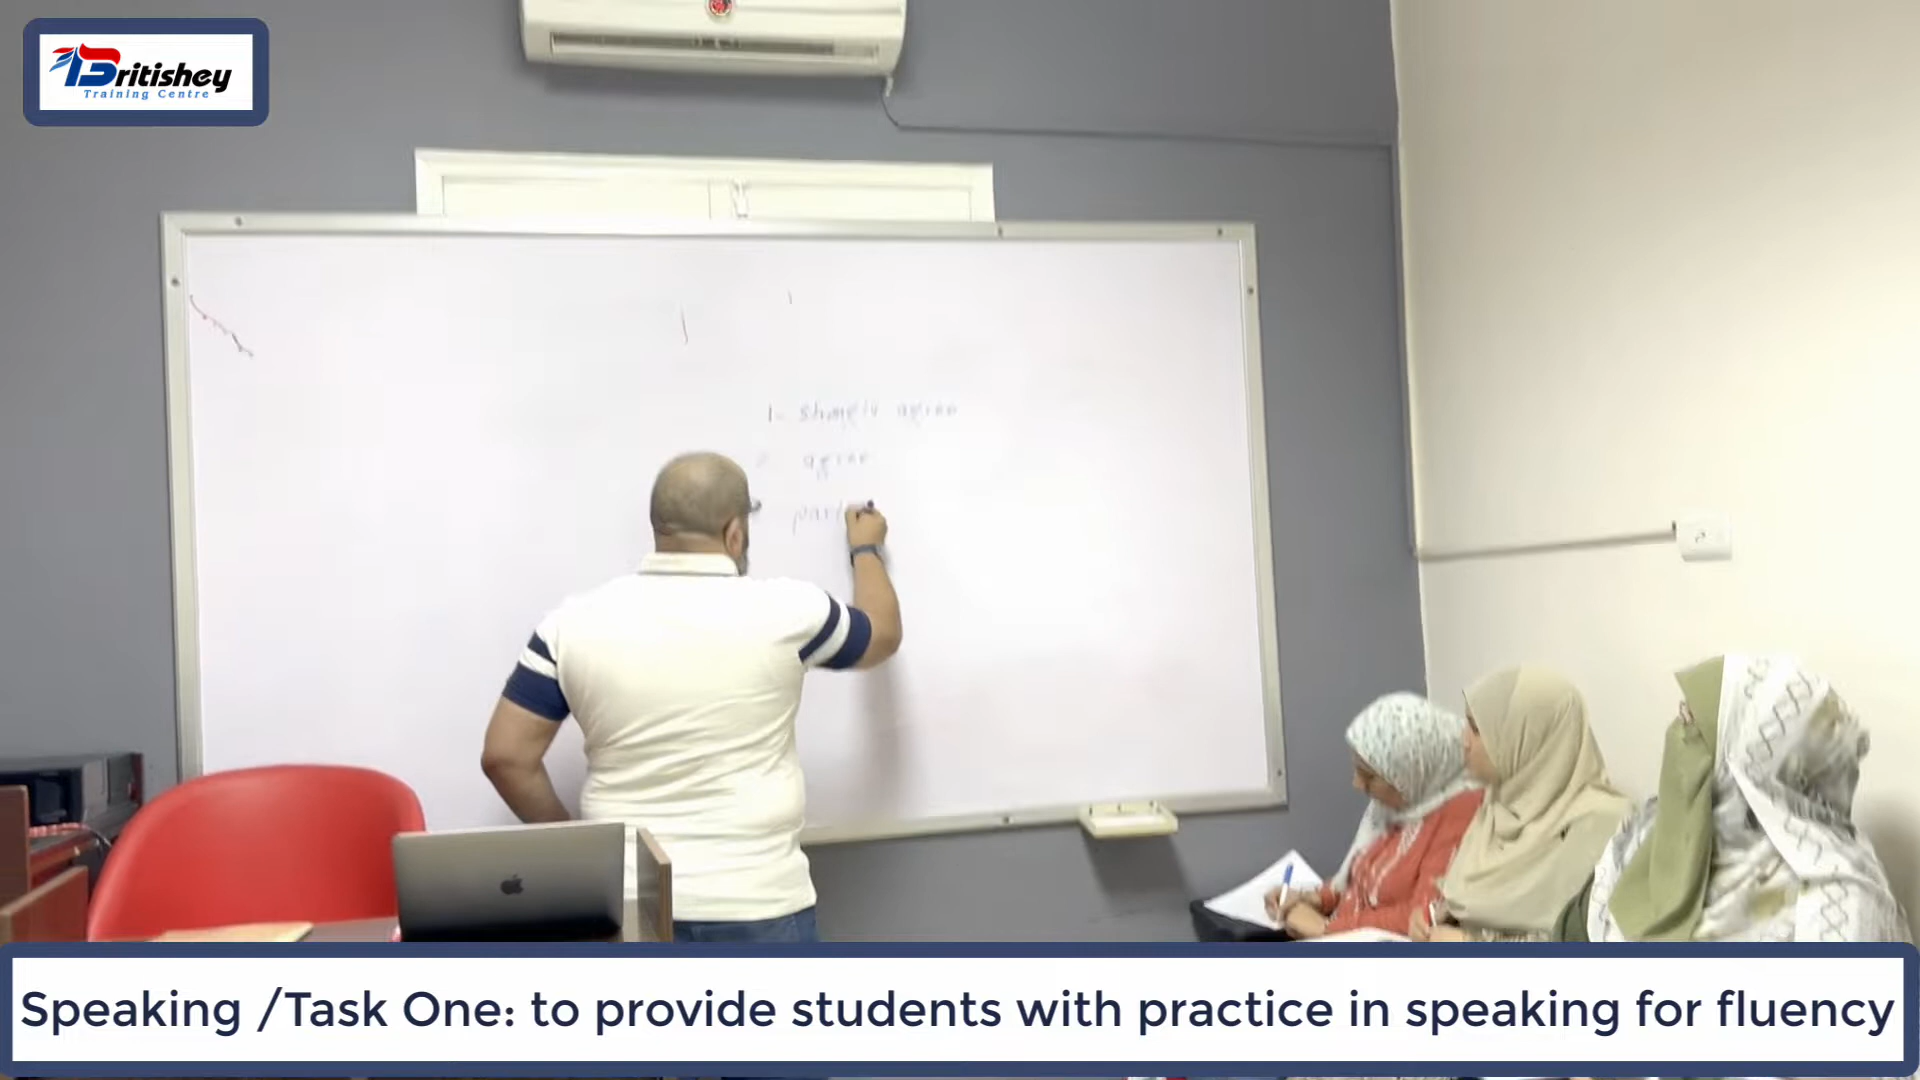 Britishey
Training Centre
1- strongly agree
agree
Speaking /Task One: to provide students with practice in speaking for fluency